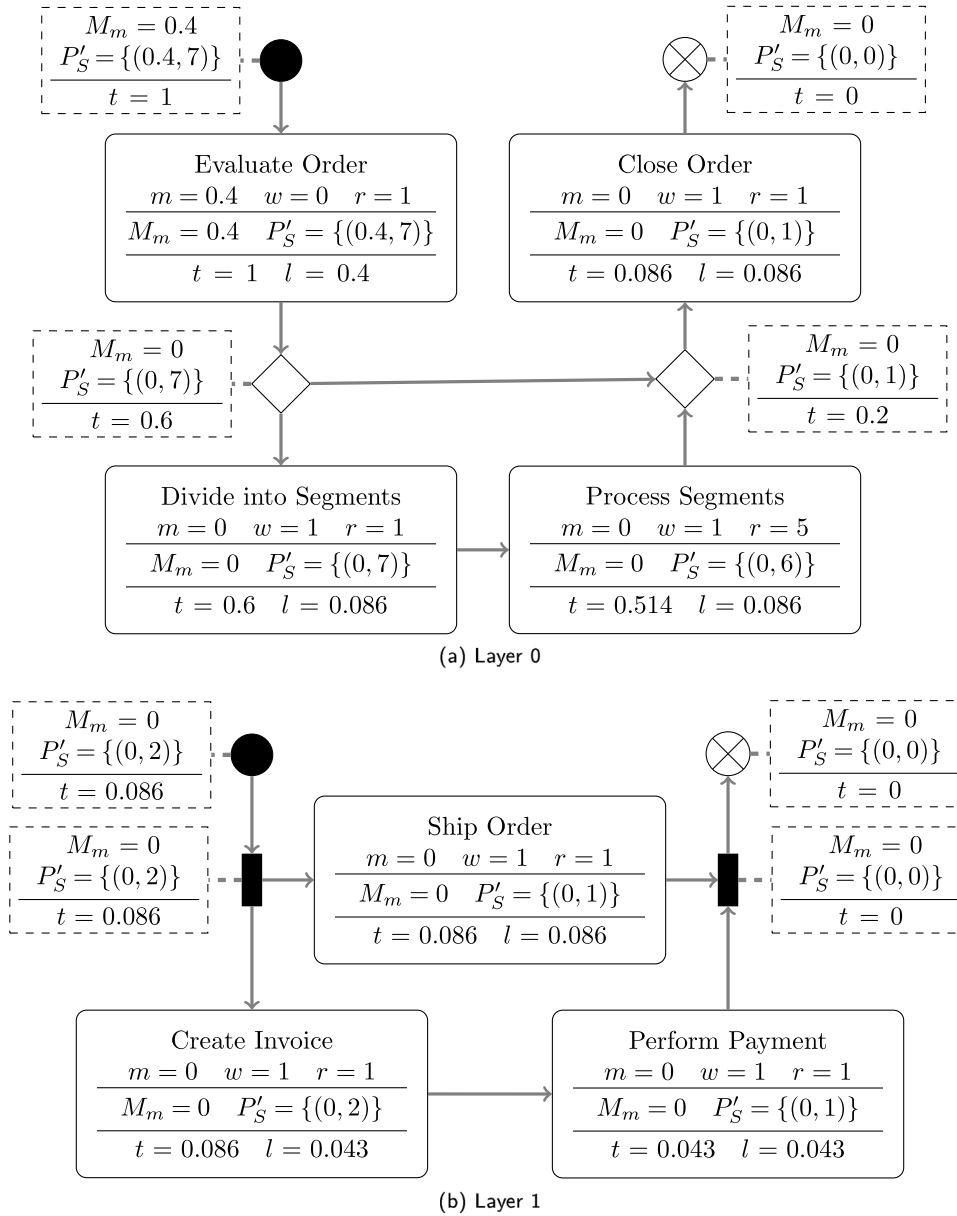 M_m = 0.4
P′_S = {(0.4, 7)}
t = 1
M_m = 0
P′_S = {(0, 0)}
t = 0
Evaluate Order
m = 0.4 w = 0 r = 1
M_m = 0.4 P′_S = {(0.4, 7)}
t = 1 l = 0.4
Close Order
m = 0 w = 1 r = 1
M_m = 0 P′_S = {(0, 1)}
t = 0.086 l = 0.086
M_m = 0
P′_S = {(0, 7)}
t = 0.6
M_m = 0
P′_S = {(0, 1)}
t = 0.2
Divide into Segments
m = 0 w = 1 r = 1
M_m = 0 P′_S = {(0, 7)}
t = 0.6 l = 0.086
Process Segments
m = 0 w = 1 r = 5
M_m = 0 P′_S = {(0, 6)}
t = 0.514 l = 0.086
(a) Layer 0
M_m = 0
P′_S = {(0, 2)}
t = 0.086
M_m = 0
P′_S = {(0, 0)}
t = 0
M_m = 0
P′_S = {(0, 2)}
t = 0.086
Ship Order
m = 0 w = 1 r = 1
M_m = 0 P′_S = {(0, 1)}
t = 0.086 l = 0.086
M_m = 0
P′_S = {(0, 0)}
t = 0
Create Invoice
m = 0 w = 1 r = 1
M_m = 0 P′_S = {(0, 2)}
t = 0.086 l = 0.043
Perform Payment
m = 0 w = 1 r = 1
M_m = 0 P′_S = {(0, 1)}
t = 0.043 l = 0.043
(b) Layer 1